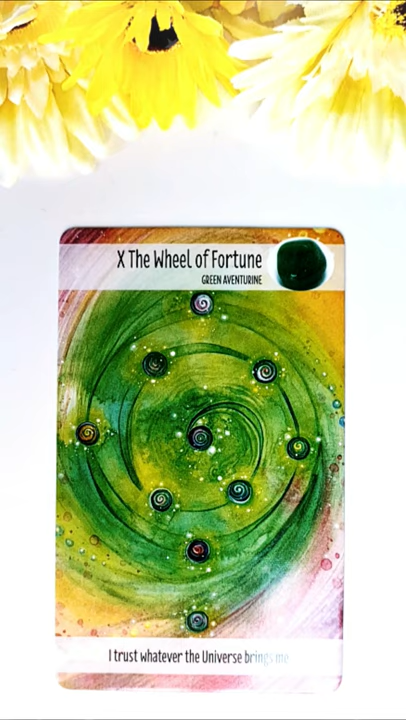 X The Wheel of Fortune
GREEN AVENTURINE
I trust whatever the Universe brings me